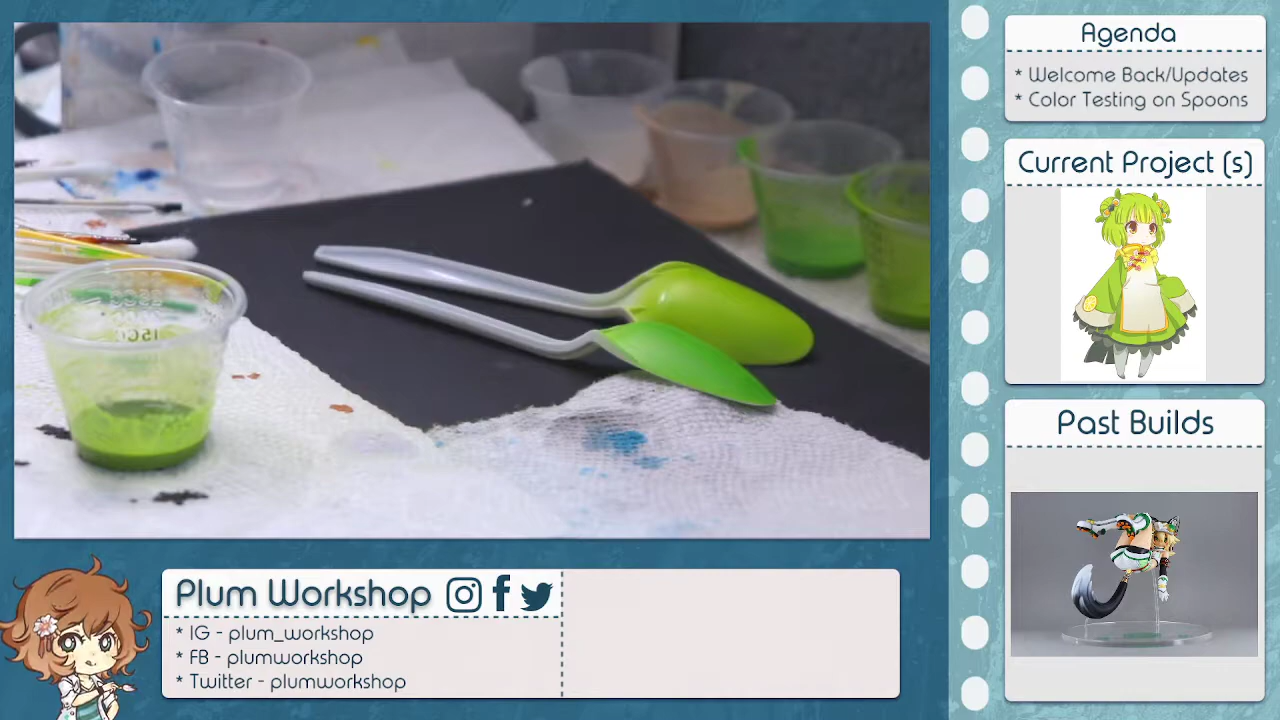 Agenda
* Welcome Back/Updates
* Color Testing on Spoons
Current Project (s)
Past Builds
Plum Workshop
* IG - plum_workshop
* FB - plumworkshop
* Twitter - plumworkshop